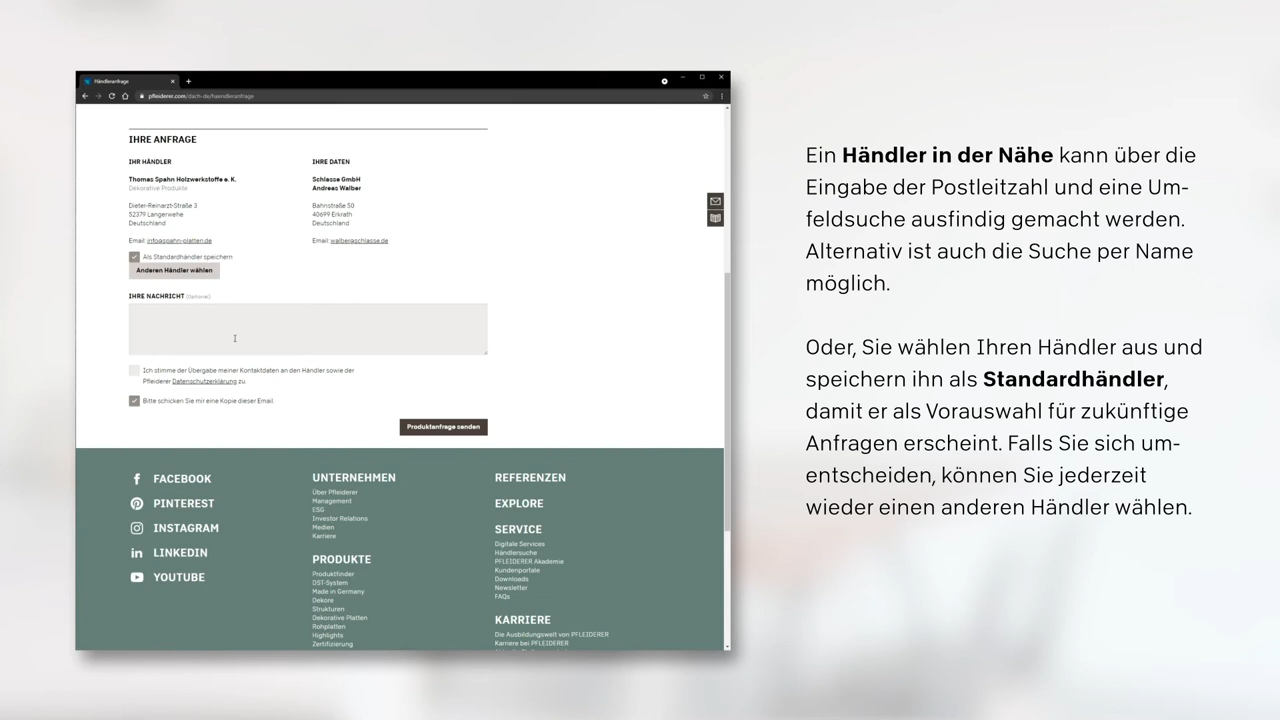 Händleranfrage
pfleiderer.com/dach-de/haendleranfrage
IHRE ANFRAGE
IHR HÄNDLER
Thomas Spahn Holzwerkstoffe e. K.
Dekorative Produkte
Dieter-Reinarzt-Straße 3
52379 Langerwehe
Deutschland
Email: info@spahn-platten.de
Als Standardhändler speichern
Anderen Händler wählen
IHRE DATEN
Schlasse GmbH
Andreas Walber
Bahnstraße 50
40699 Erkrath
Deutschland
Email: walber@schlasse.de
IHRE NACHRICHT (Optional)
Ich stimme der Übergabe meiner Kontaktdaten an den Händler sowie der
Pfleiderer Datenschutzerklärung zu.
Bitte schicken Sie mir eine Kopie dieser Email.
Produktanfrage senden
FACEBOOK
PINTEREST
INSTAGRAM
LINKEDIN
YOUTUBE
UNTERNEHMEN
Über Pfleiderer
Management
ESG
Investor Relations
Medien
Karriere
PRODUKTE
Produktfinder
DST-System
Made in Germany
Dekore
Strukturen
Dekorative Platten
Rohplatten
Highlights
Zertifizierung
REFERENZEN
EXPLORE
SERVICE
Digitale Services
Händlersuche
PFLEIDERER Akademie
Kundenportale
Downloads
Newsletter
FAQs
KARRIERE
Die Ausbildungswelt von PFLEIDERER
Karriere bei PFLEIDERER
Ein Händler in der Nähe kann über die
Eingabe der Postleitzahl und eine Um-
feldsuche ausfindig gemacht werden.
Alternativ ist auch die Suche per Name
möglich.
Oder, Sie wählen Ihren Händler aus und
speichern ihn als Standardhändler,
damit er als Vorauswahl für zukünftige
Anfragen erscheint. Falls Sie sich um-
entscheiden, können Sie jederzeit
wieder einen anderen Händler wählen.